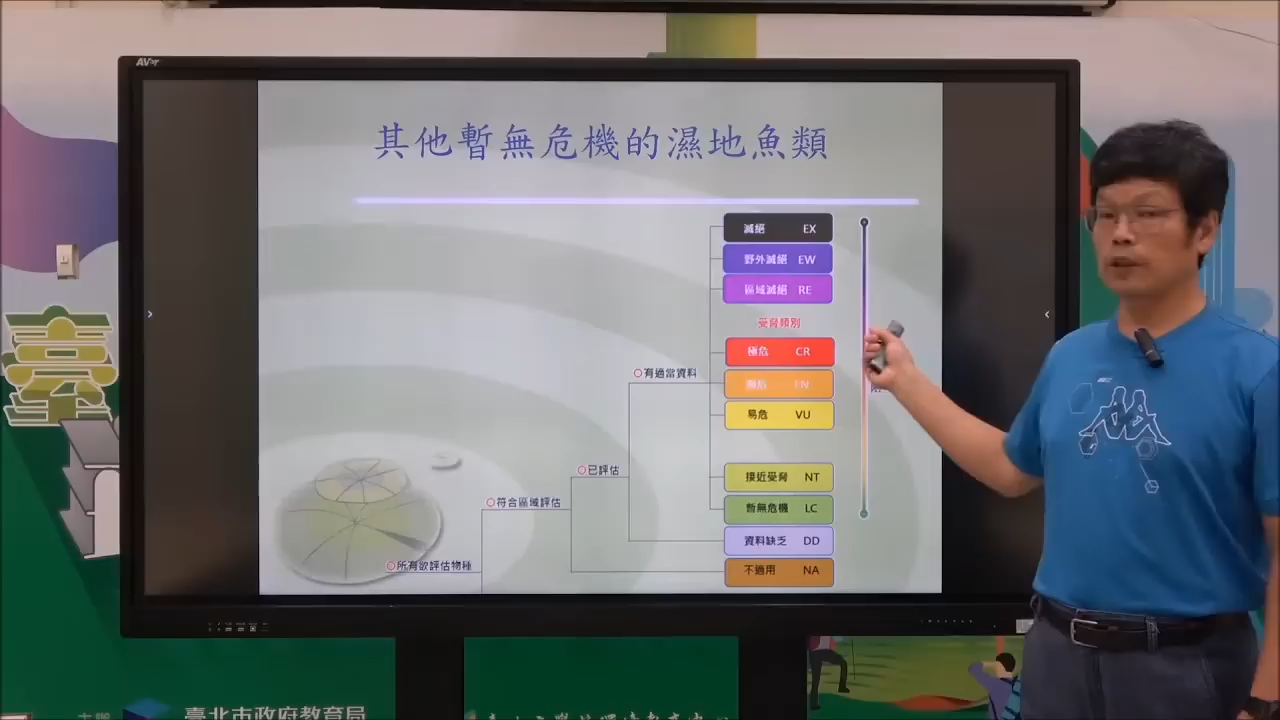 AVer
其他暫無危機的濕地魚類
滅絕 EX
野外滅絕 EW
區域滅絕 RE
受脅類別
極危 CR
瀕危 EN
易危 VU
接近受脅 NT
暫無危機 LC
資料缺乏 DD
不適用 NA
有適當資料
已評估
符合區域評估
所有欲評估物種
臺
主辦
臺北市政府教育局